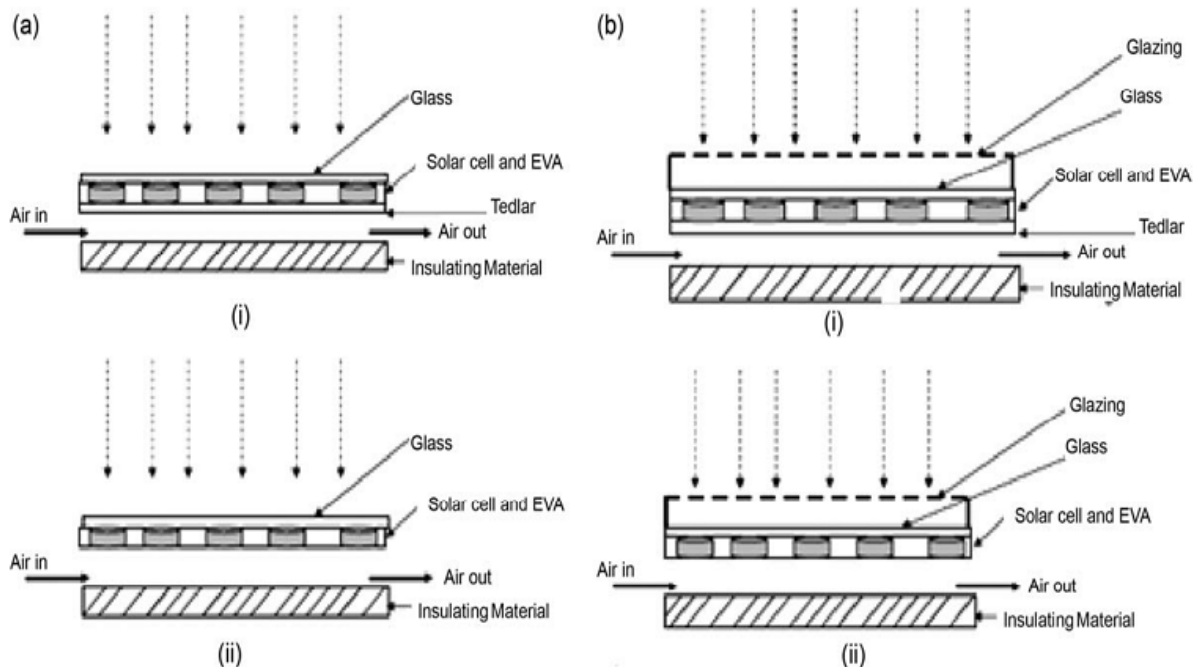 (a)
Glass
Solar cell and EVA
Tedlar
Air in
Air out
Insulating Material
(i)
Glass
Solar cell and EVA
Air in
Air out
Insulating Material
(ii)
(b)
Glazing
Glass
Solar cell and EVA
Tedlar
Air in
Air out
Insulating Material
(i)
Glazing
Glass
Solar cell and EVA
Air in
Air out
Insulating Material
(ii)